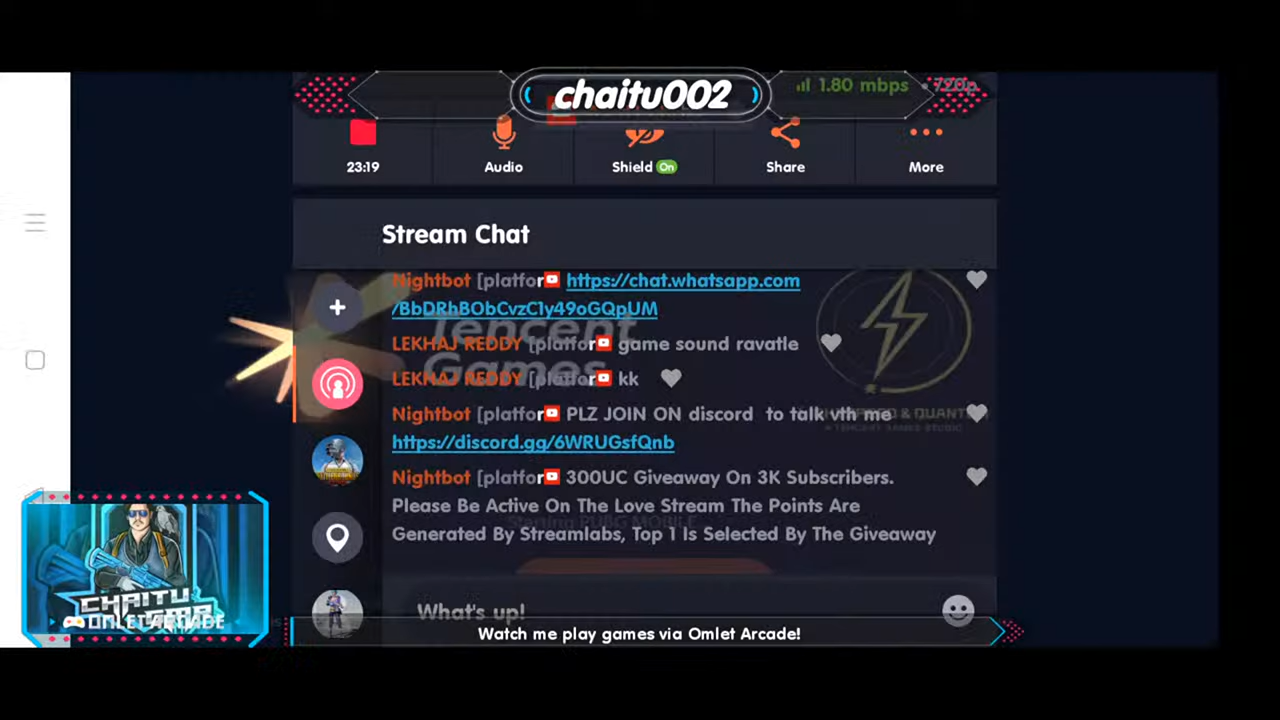 chaitu002
1.80 mbps • 720p
23:19
Audio
Shield On
Share
More
Stream Chat
Nightbot [platfor https://chat.whatsapp.com
/BbDRhBObCvzC1y49oGQpUM
LEKHAJ REDDY [platfor game sound ravatle
LEKHAJ REDDY [platfor kk
Nightbot [platfor PLZ JOIN ON discord to talk vth me
https://discord.gg/6WRUGsfQnb
Nightbot [platfor 300UC Giveaway On 3K Subscribers.
Please Be Active On The Love Stream The Points Are
Generated By Streamlabs, Top 1 Is Selected By The Giveaway
Tencent
Games
What's up!
CHAITU
OMLET ARCADE
Watch me play games via Omlet Arcade!